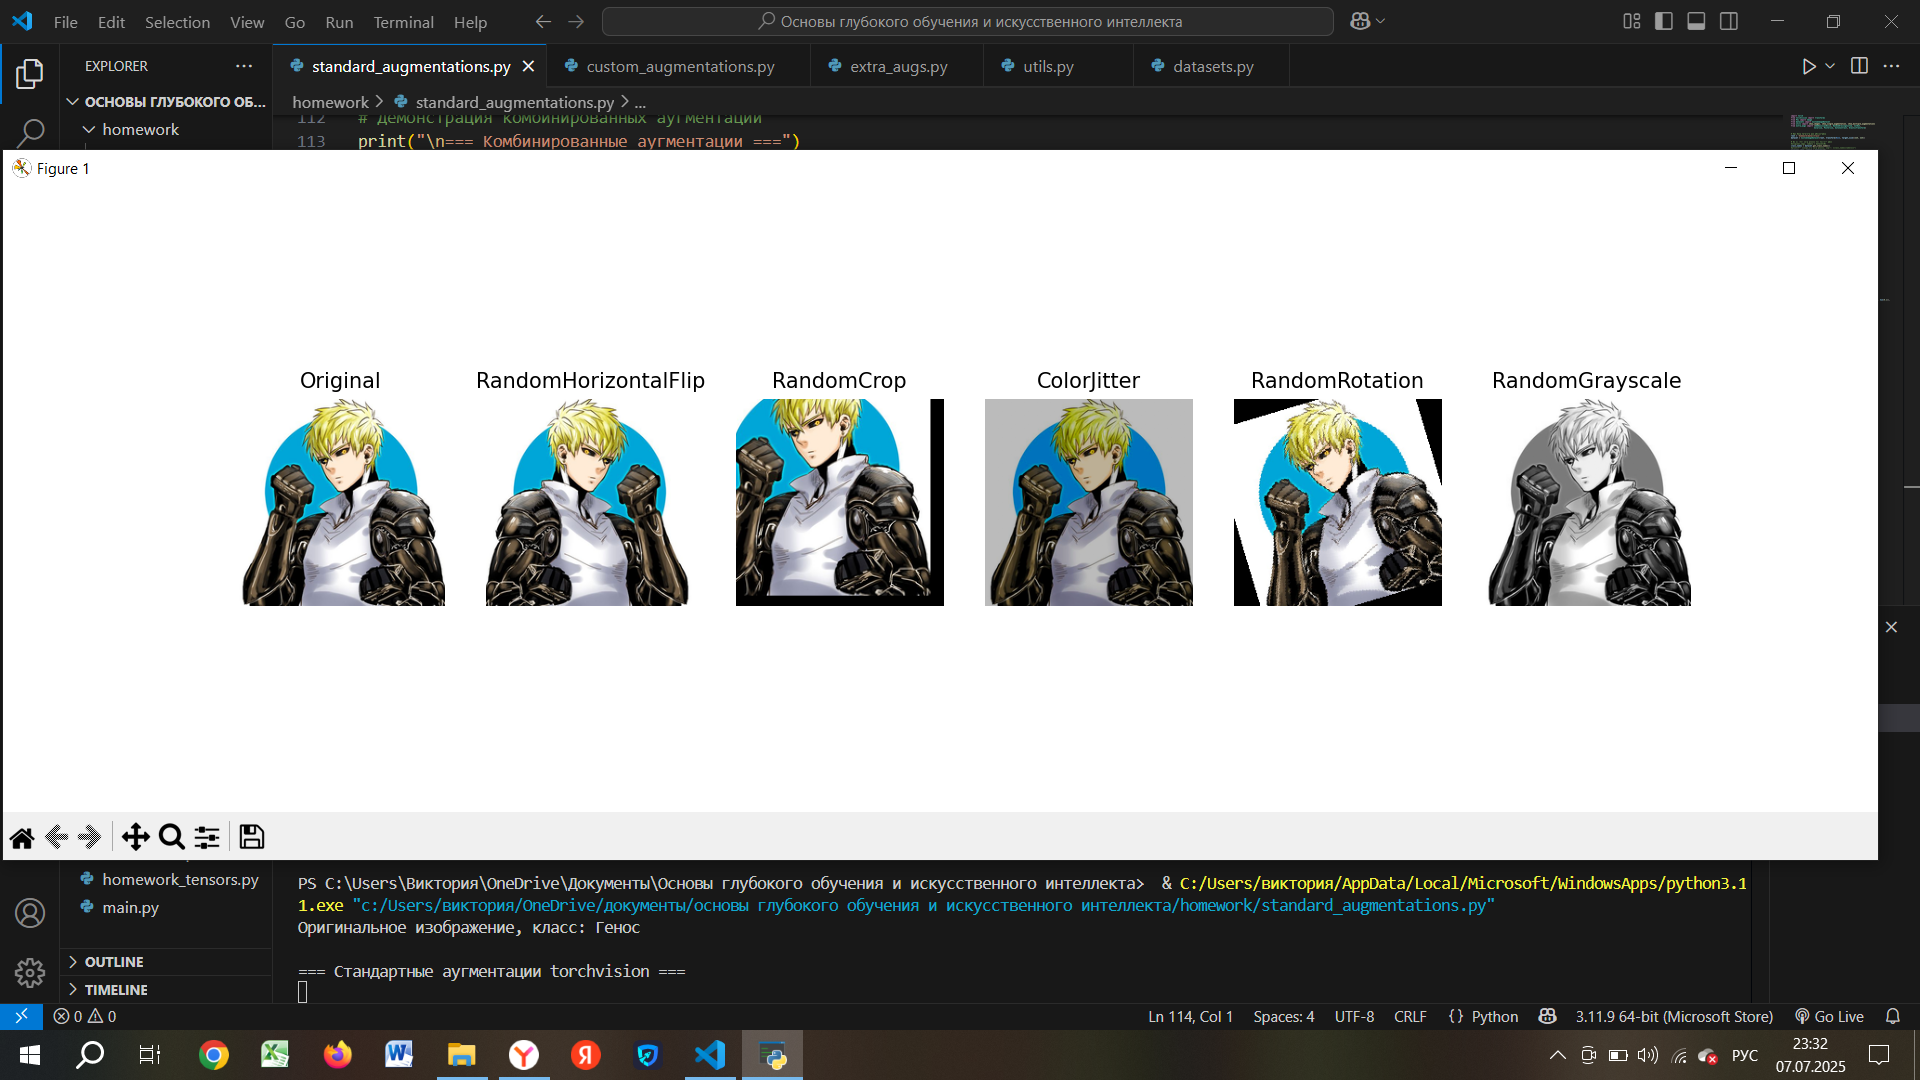 File Edit Selection View Go Run Terminal Help
Основы глубокого обучения и искусственного интеллекта
EXPLORER
standard_augmentations.py
custom_augmentations.py
extra_augs.py
utils.py
datasets.py
ОСНОВЫ ГЛУБОКОГО ОБ...
homework > standard_augmentations.py > ...
homework
112 # Демонстрация комбинированных аугментаций
113 print("\n=== Комбинированные аугментации ===")
Figure 1
Original
RandomHorizontalFlip
RandomCrop
ColorJitter
RandomRotation
RandomGrayscale
homework_tensors.py
main.py
OUTLINE
TIMELINE
PS C:\Users\Виктория\OneDrive\Документы\Основы глубокого обучения и искусственного интеллекта> & C:/Users/виктория/AppData/Local/Microsoft/WindowsApps/python3.1
1.exe "c:/Users/виктория/OneDrive/документы/основы глубокого обучения и искусственного интеллекта/homework/standard_augmentations.py"
Оригинальное изображение, класс: Генос
=== Стандартные аугментации torchvision ===
0 0
Ln 114, Col 1 Spaces: 4 UTF-8 CRLF {} Python 3.11.9 64-bit (Microsoft Store) Go Live
РУС
23:32
07.07.2025